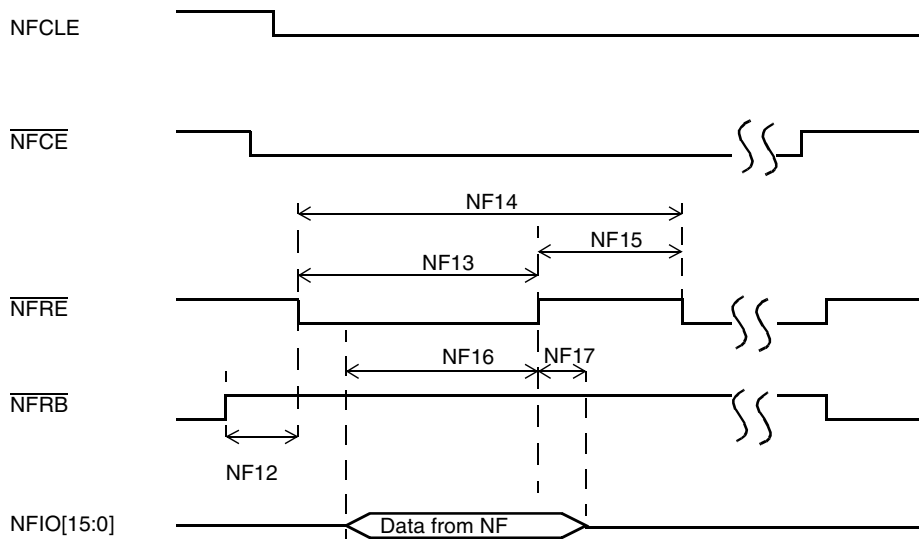 NFCLE
NFCE
NF14
NF15
NF13
NFRE
NF16 NF17
NFRB
NF12
NFIO[15:0] Data from NF